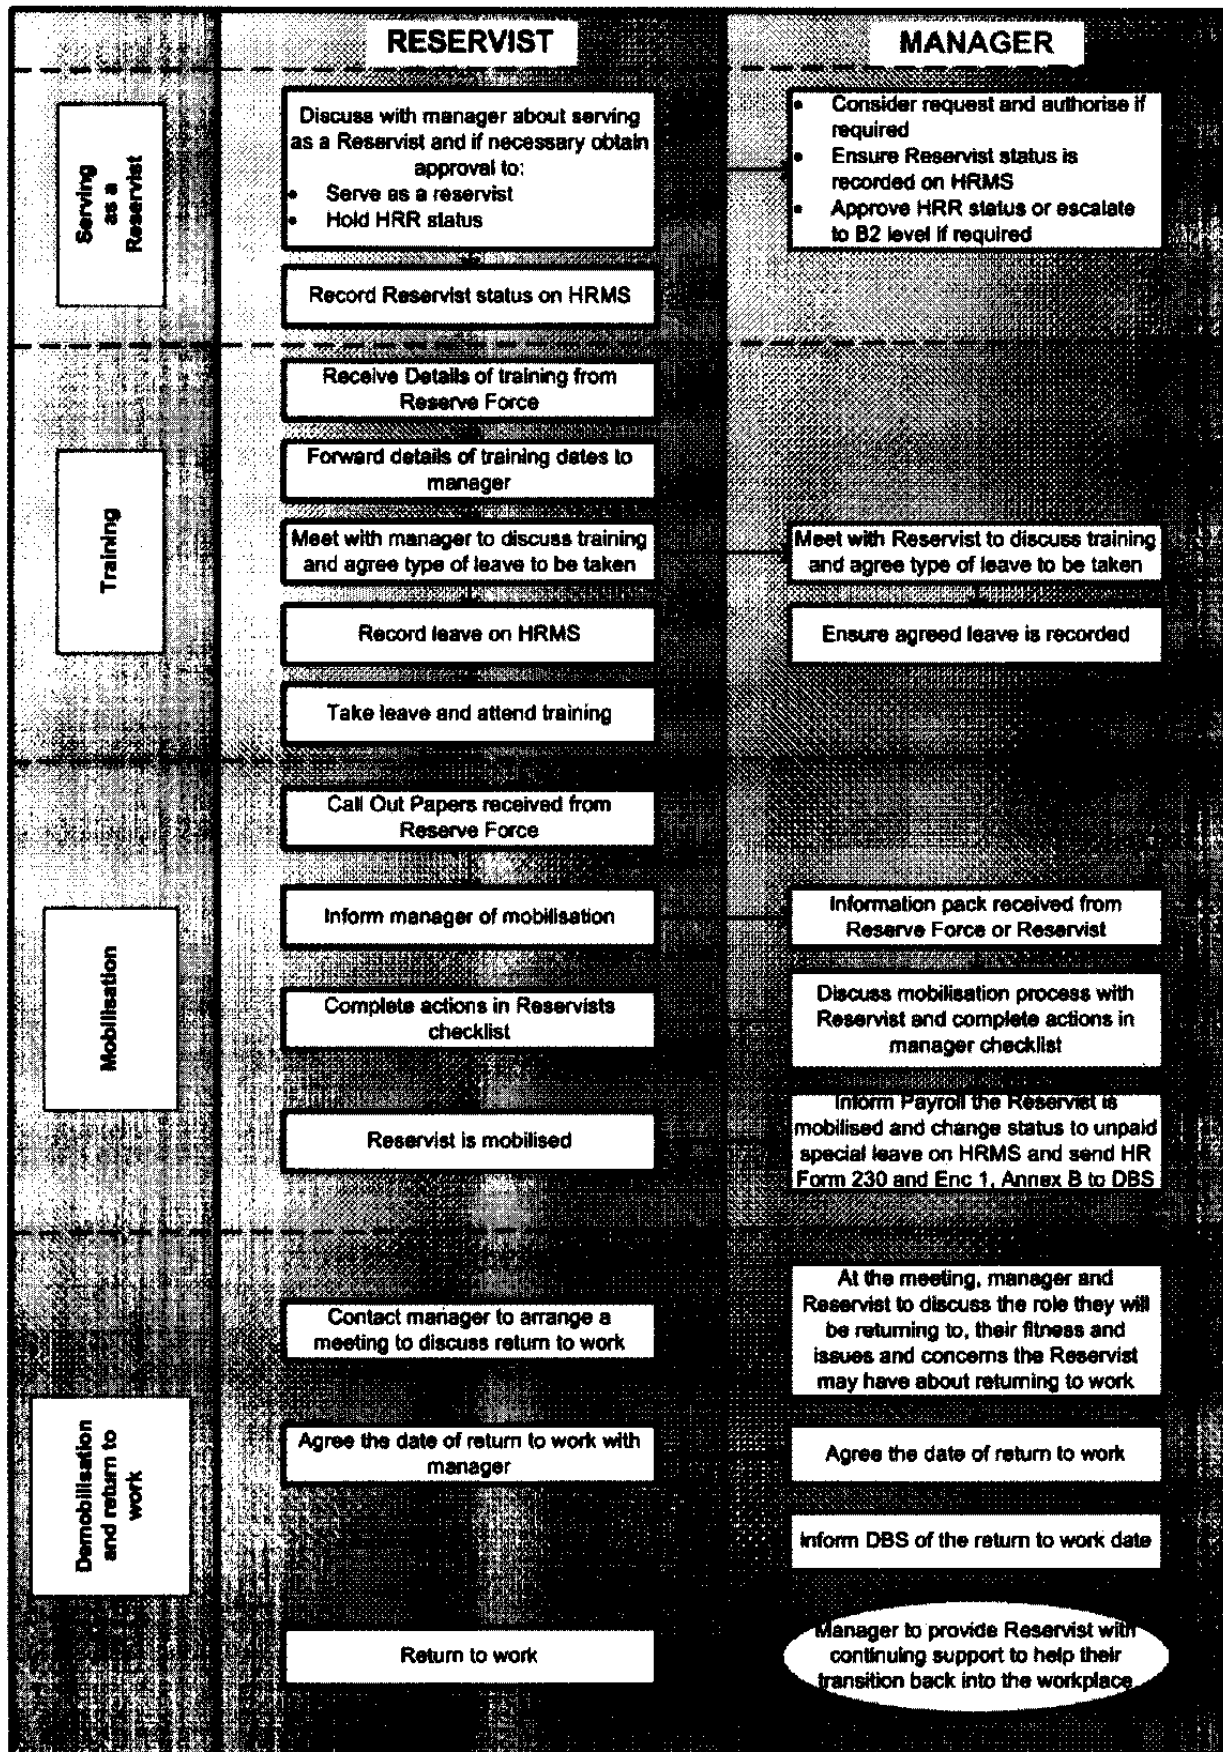 RESERVIST
MANAGER
Serving
as a
Reservist
Discuss with manager about serving
as a Reservist and if necessary obtain
approval to:
• Serve as a reservist
• Hold HRR status
• Consider request and authorise if
required
• Ensure Reservist status is
recorded on HRMS
• Approve HRR status or escalate
to B2 level if required
Record Reservist status on HRMS
Training
Receive Details of training from
Reserve Force
Forward details of training dates to
manager
Meet with manager to discuss training
and agree type of leave to be taken
Meet with Reservist to discuss training
and agree type of leave to be taken
Record leave on HRMS
Ensure agreed leave is recorded
Take leave and attend training
Mobilisation
Call Out Papers received from
Reserve Force
Inform manager of mobilisation
Information pack received from
Reserve Force or Reservist
Complete actions in Reservists
checklist
Discuss mobilisation process with
Reservist and complete actions in
manager checklist
Reservist is mobilised
Inform Payroll the Reservist is
mobilised and change status to unpaid
special leave on HRMS and send HR
Form 230 and Enc 1, Annex B to DBS
Demobilisation
and return to
work
Contact manager to arrange a
meeting to discuss return to work
At the meeting, manager and
Reservist to discuss the role they will
be returning to, their fitness and
issues and concerns the Reservist
may have about returning to work
Agree the date of return to work with
manager
Agree the date of return to work
Inform DBS of the return to work date
Return to work
Manager to provide Reservist with
continuing support to help their
transition back into the workplace